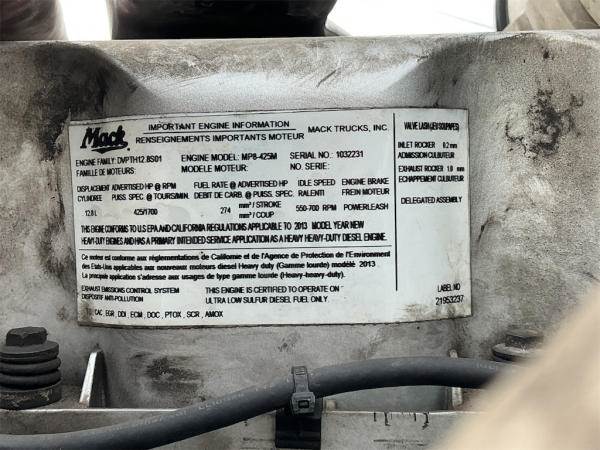 Mack
IMPORTANT ENGINE INFORMATION
RENSEIGNEMENTS IMPORTANTS MOTEUR
MACK TRUCKS, INC.
VALVE LASH (JEU SOUPAPES)
ENGINE FAMILY: DVPTH12.8S01
FAMILLE DE MOTEURS:
ENGINE MODEL: MP8-425M
MODELE MOTEUR:
SERIAL NO: 1032231
NO. SERIE:
INLET ROCKER 0.2 mm
ADMISSION CULBUTEUR
EXHAUST ROCKER 1.0 mm
ECHAPPEMENT CULBUTEUR
DELEGATED ASSEMBLY
DISPLACEMENT ADVERTISED HP @ RPM FUEL RATE @ ADVERTISED HP IDLE SPEED ENGINE BRAKE
CYLINDREE PUISS. SPEC @ TOURS/MIN. DEBIT DE CARB. @ PUISS. SPEC. RALENTI FREIN MOTEUR
12.8 L 425/1700 274 mm³ / STROKE 550-700 RPM POWERLEASH
mm³ / COUP
THIS ENGINE CONFORMS TO U.S EPA AND CALIFORNIA REGULATIONS APPLICABLE TO 2013 MODEL YEAR NEW
HEAVY-DUTY ENGINES AND HAS A PRIMARY INTENDED SERVICE APPLICATION AS A HEAVY HEAVY-DUTY DIESEL ENGINE.
Ce moteur est conforme aux réglementations de Californie et de l'Agence de Protection de l'Environment
des Etats-Unis applicables aux nouveaux moteurs diesel Heavy duty (Gamme lourde) modèle 2013.
La principale application s'adresse aux usages de type gamme lourde (Heavy-heavy-duty).
EXHAUST EMISSIONS CONTROL SYSTEM
DISPOSITIF ANTI-POLLUTION
THIS ENGINE IS CERTIFIED TO OPERATE ON
ULTRA LOW SULFUR DIESEL FUEL ONLY.
LABEL NO
21953237
TC, CAC, EGR, DDI, ECM, DOC, PTOX, SCR, AMOX